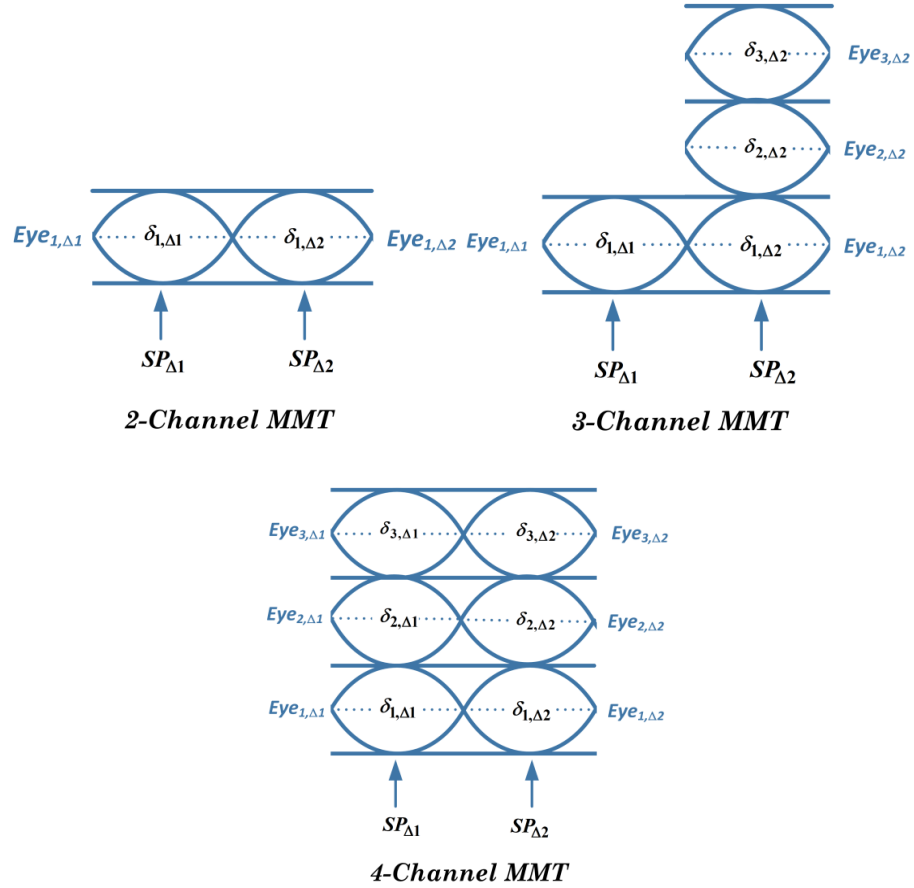 δ3,Δ2 Eye3,Δ2
δ2,Δ2 Eye2,Δ2
Eye1,Δ1 δ1,Δ1 δ1,Δ2 Eye1,Δ2
Eye1,Δ1 δ1,Δ1 δ1,Δ2 Eye1,Δ2
SPΔ1 SPΔ2
SPΔ1 SPΔ2
2-Channel MMT
3-Channel MMT
Eye3,Δ1 δ3,Δ1 δ3,Δ2 Eye3,Δ2
Eye2,Δ1 δ2,Δ1 δ2,Δ2 Eye2,Δ2
Eye1,Δ1 δ1,Δ1 δ1,Δ2 Eye1,Δ2
SPΔ1 SPΔ2
4-Channel MMT